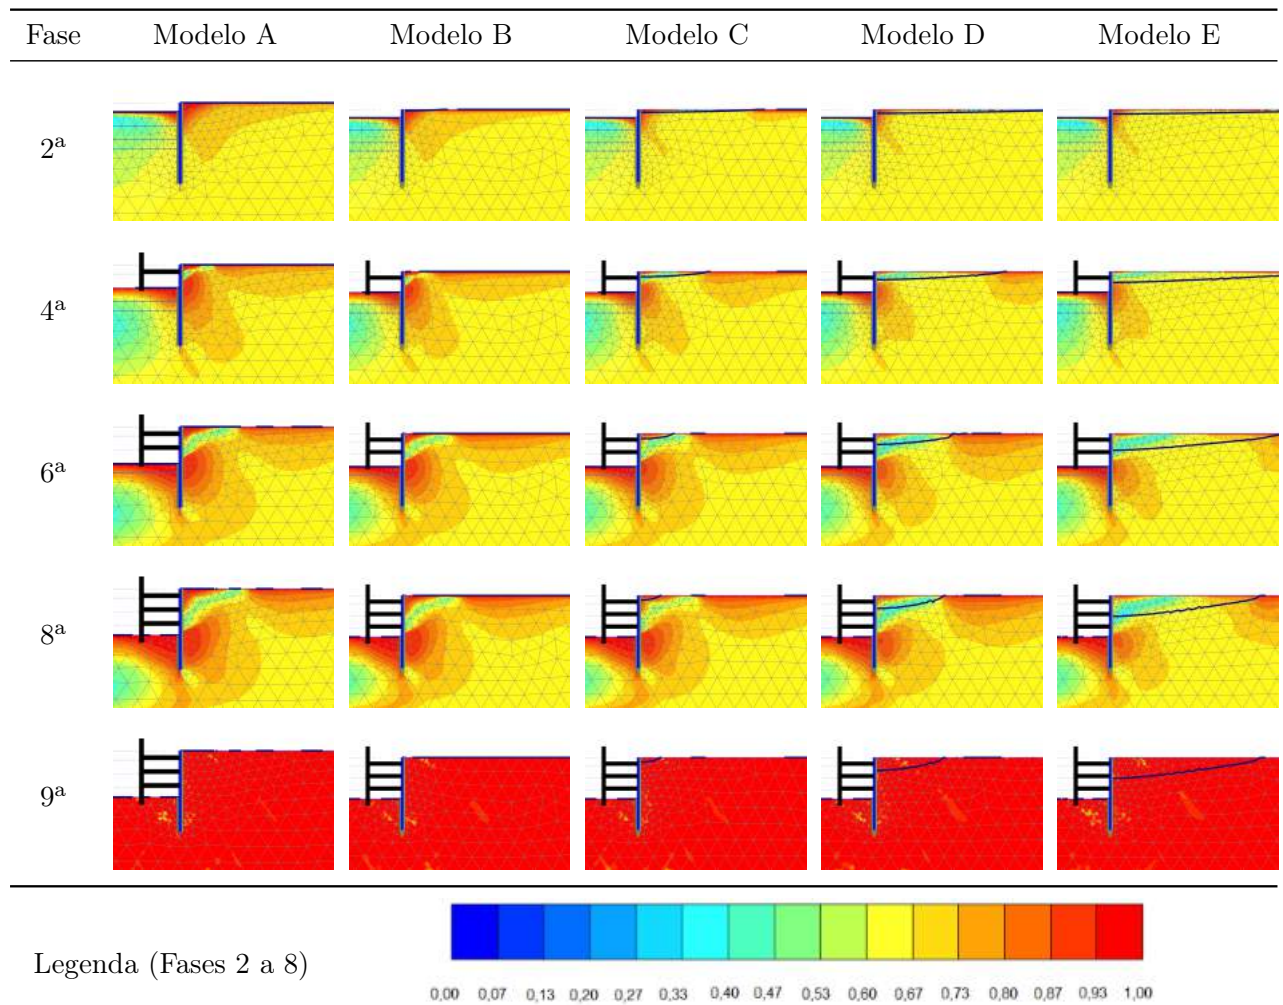 Fase Modelo A Modelo B Modelo C Modelo D Modelo E
2ª
4ª
6ª
8ª
9ª
Legenda (Fases 2 a 8)
0,00 0,07 0,13 0,20 0,27 0,33 0,40 0,47 0,53 0,60 0,67 0,73 0,80 0,87 0,93 1,00